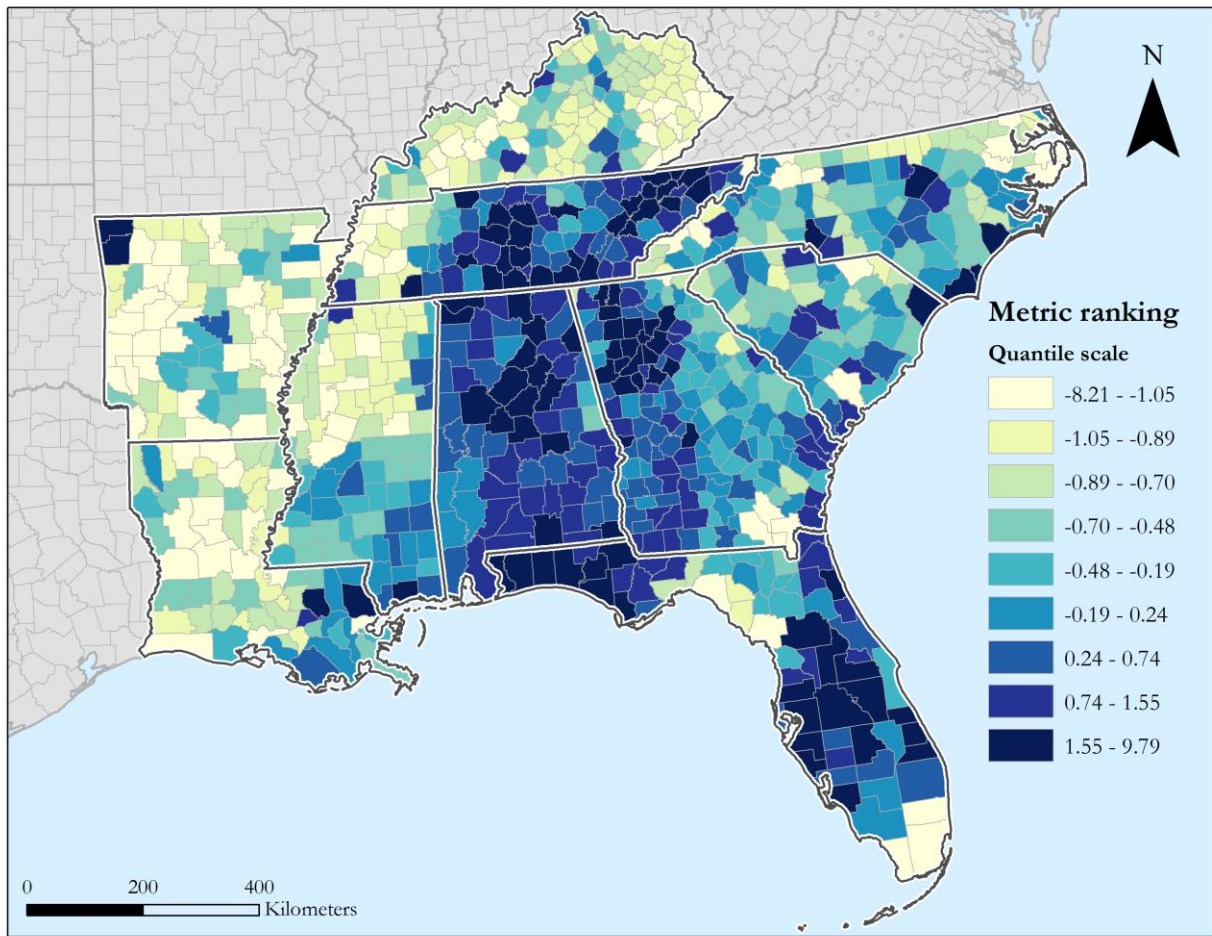 N
Metric ranking
Quantile scale
-8.21 - -1.05
-1.05 - -0.89
-0.89 - -0.70
-0.70 - -0.48
-0.48 - -0.19
-0.19 - 0.24
0.24 - 0.74
0.74 - 1.55
1.55 - 9.79
0 200 400
Kilometers